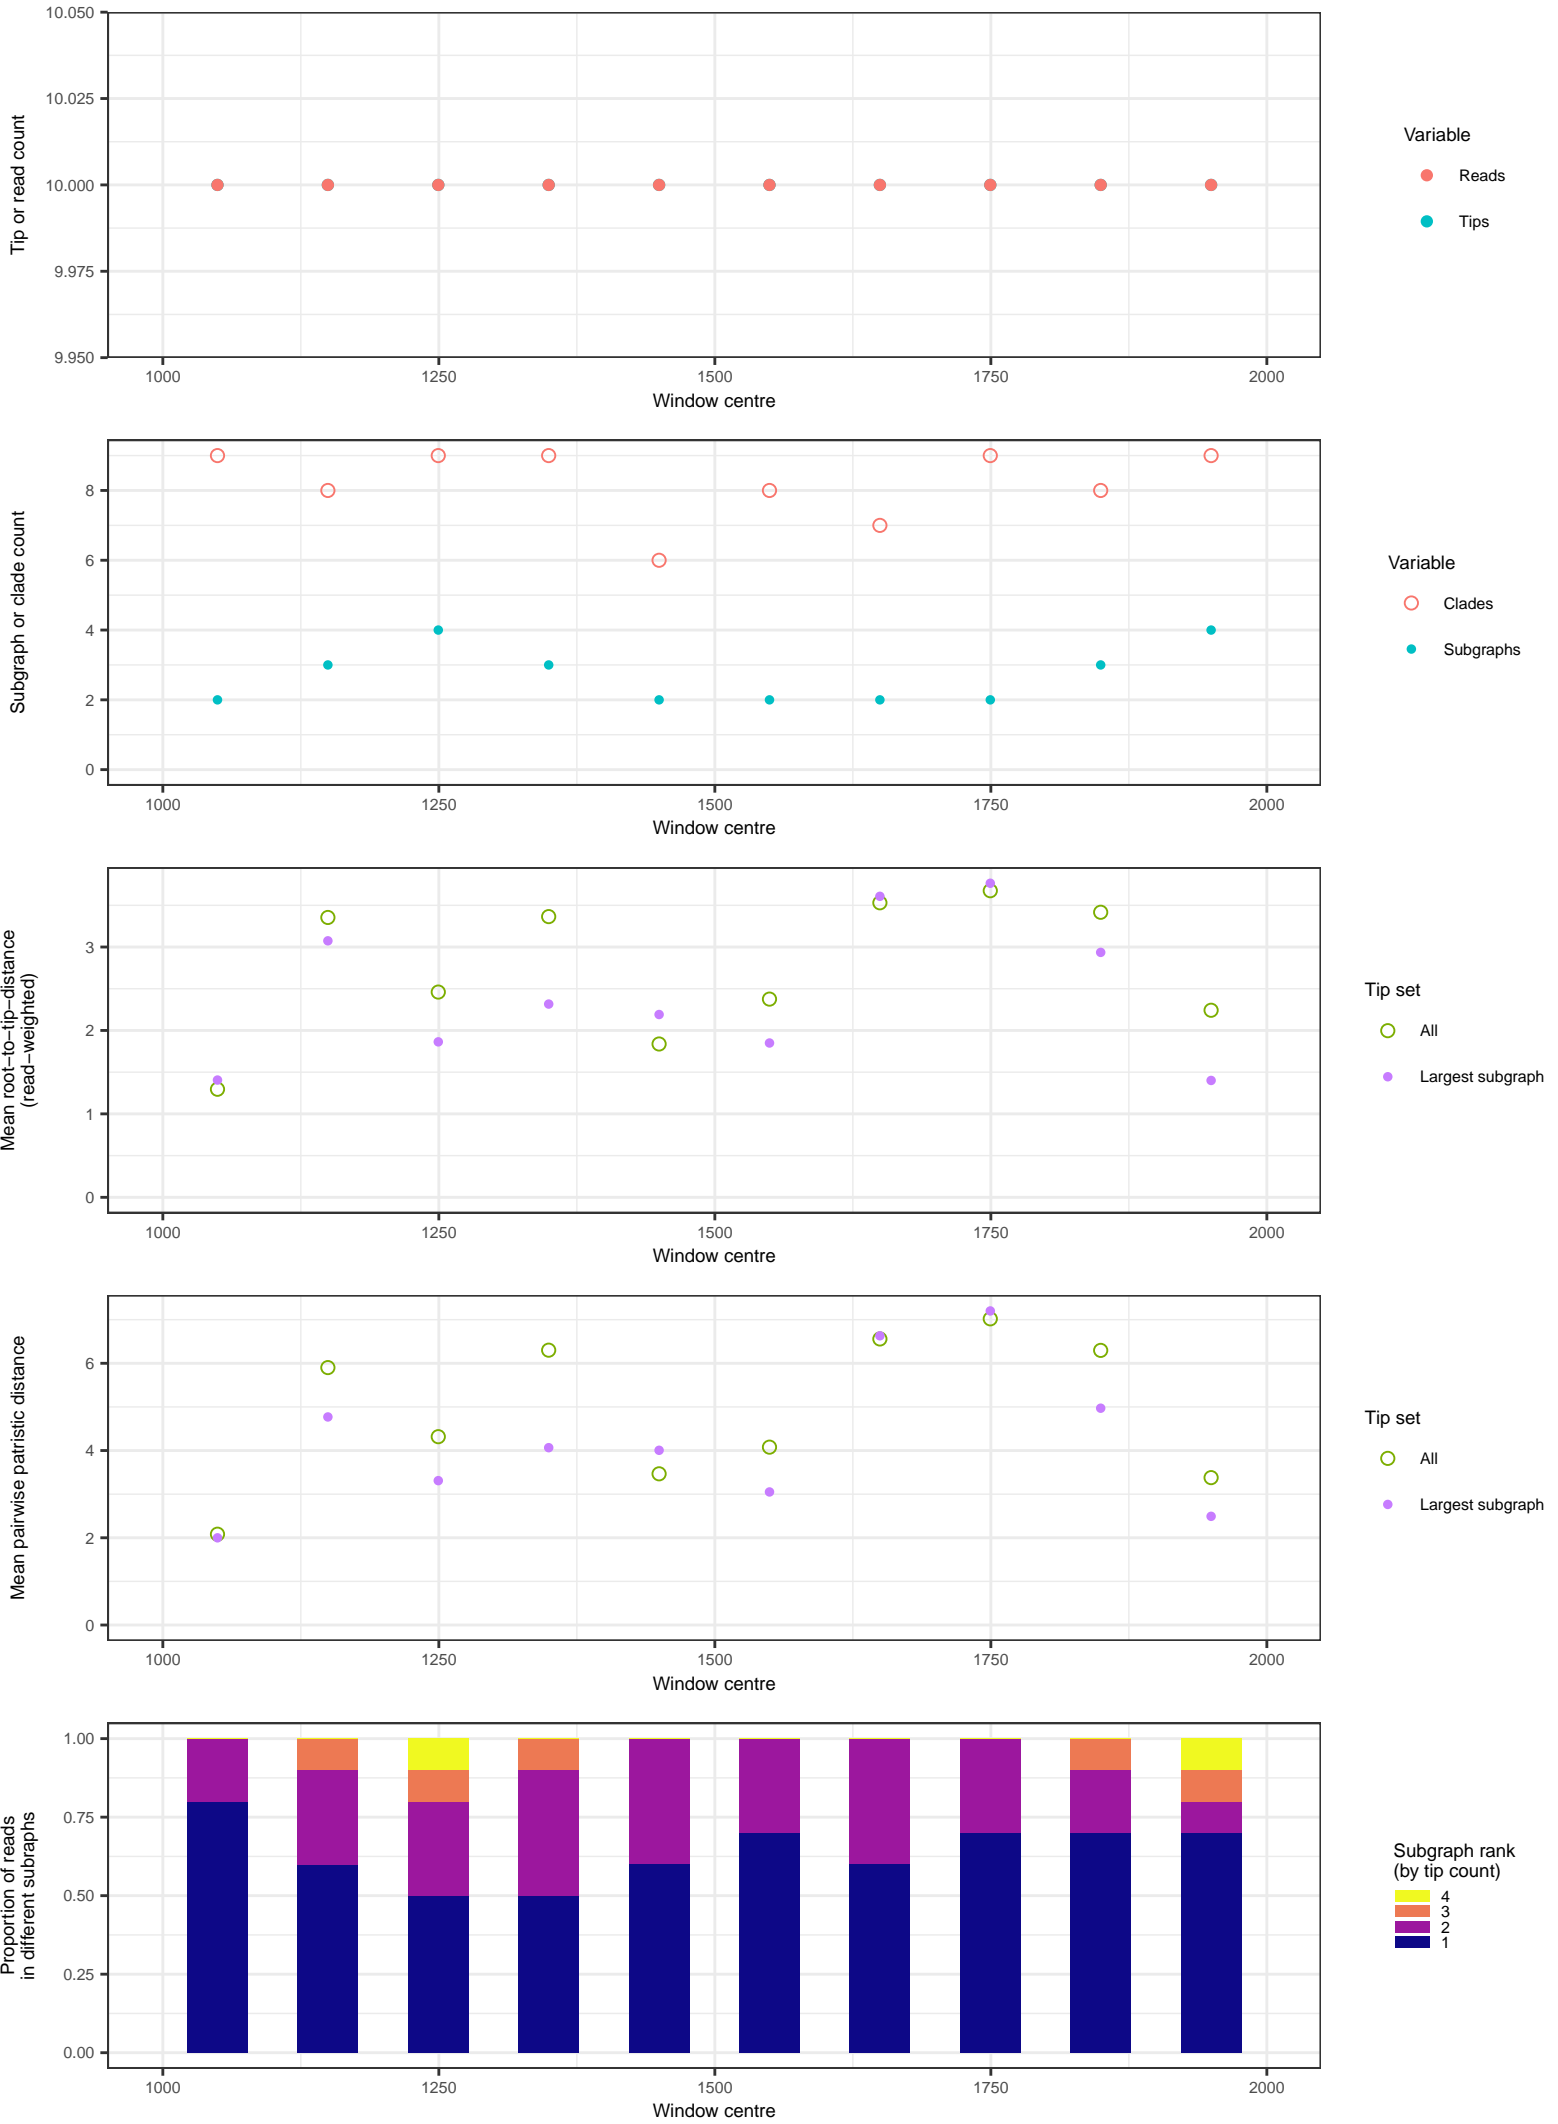 10.050
10.025
10.000
9.975
9.950
Tip or read count
1000 1250 1500 1750 2000
Window centre
Variable
Reads
Tips
8
6
4
2
0
Subgraph or clade count
1000 1250 1500 1750 2000
Window centre
Variable
Clades
Subgraphs
3
2
1
0
Mean root−to−tip−distance
(read−weighted)
1000 1250 1500 1750 2000
Window centre
Tip set
All
Largest subgraph
6
4
2
0
Mean pairwise patristic distance
1000 1250 1500 1750 2000
Window centre
Tip set
All
Largest subgraph
1.00
0.75
0.50
0.25
0.00
Proportion of reads
in different subraphs
1000 1250 1500 1750 2000
Window centre
Subgraph rank
(by tip count)
4
3
2
1